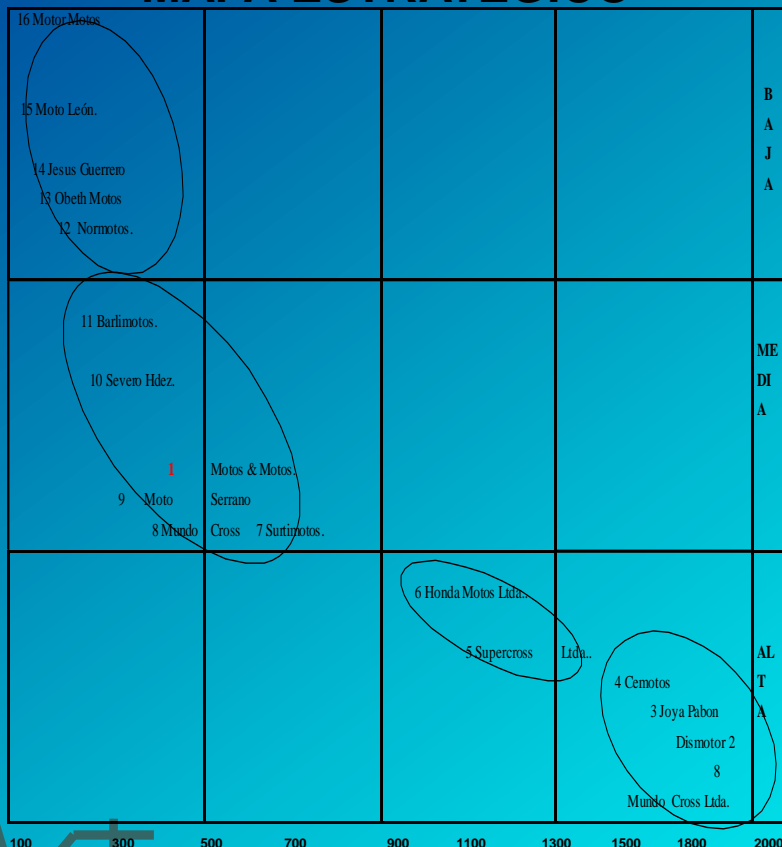 MAPA ESTRATEGICO
16 Motor Motos
15 Moto León.
14 Jesus Guerrero
13 Obeth Motos
12 Normotos.
B
A
J
A
11 Barlimotos.
10 Severo Hdez.
1 Motos & Motos.
9 Moto Serrano
8 Mundo Cross 7 Surtimotos.
ME
DI
A
6 Honda Motos Ltda..
5 Supercross Ltda..
4 Cemotos
3 Joya Pabon
Dismotor 2
8
Mundo Cross Ltda.
AL
T
A
100 300 500 700 900 1100 1300 1500 1800 2000